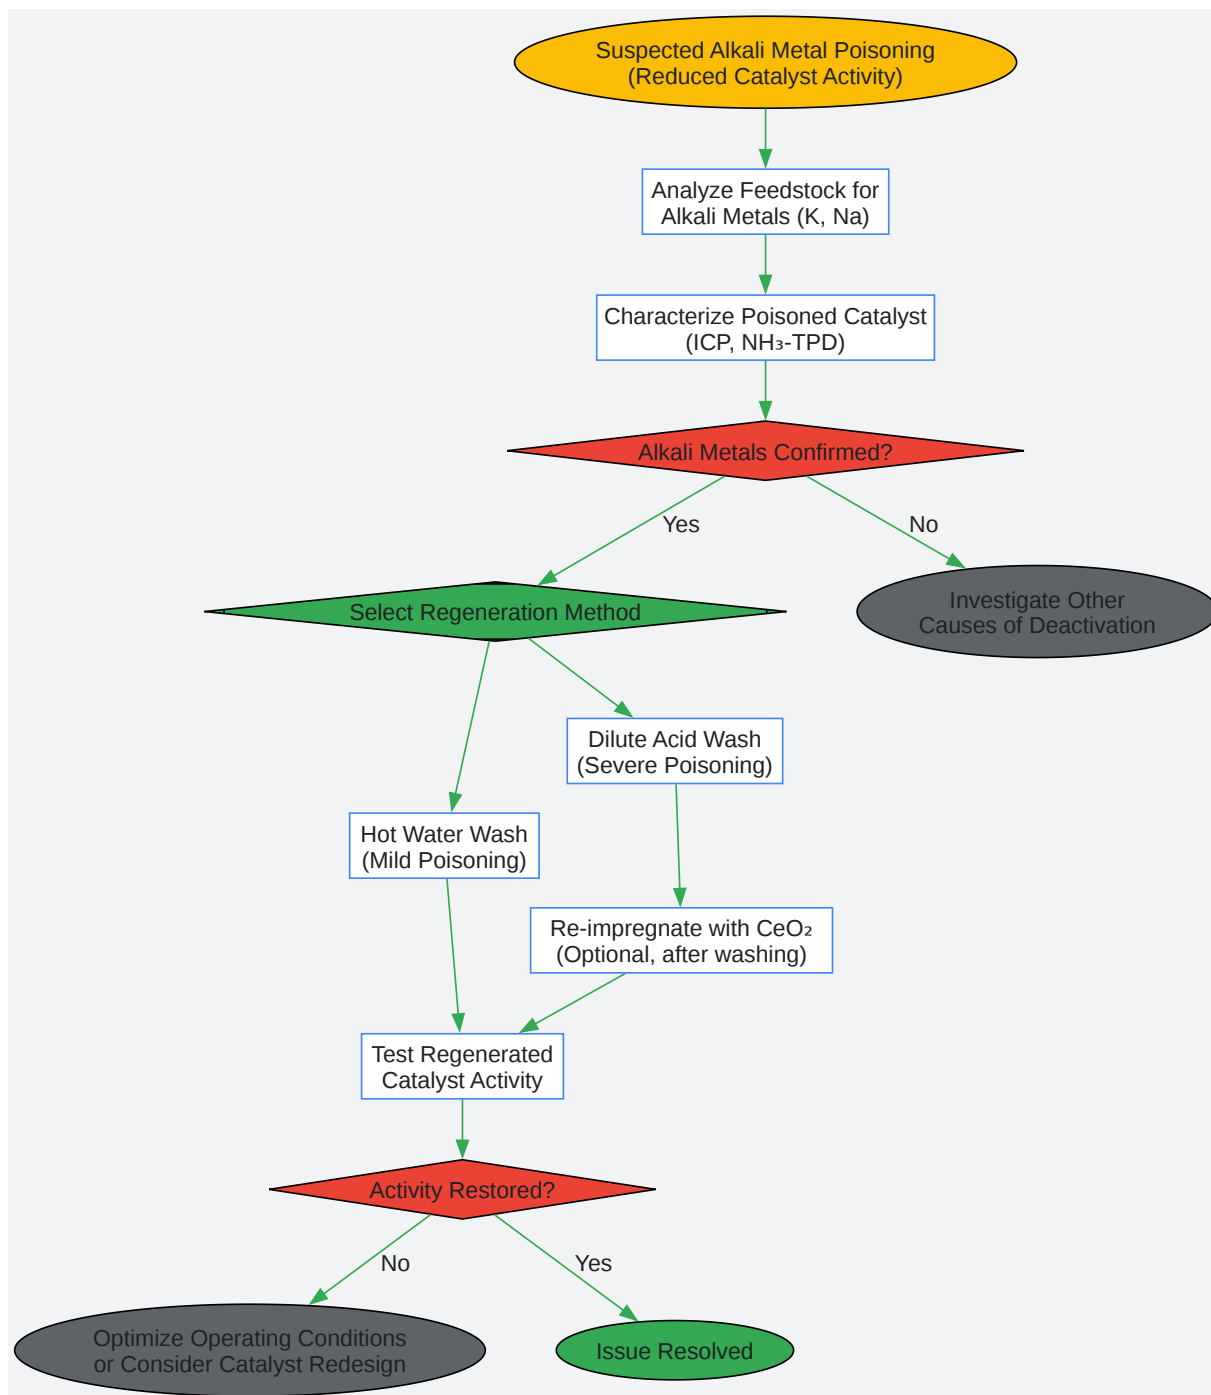 Suspected Alkali Metal Poisoning
(Reduced Catalyst Activity)
Analyze Feedstock for
Alkali Metals (K, Na)
Characterize Poisoned Catalyst
(ICP, NH₃-TPD)
Alkali Metals Confirmed?
Yes
No
Select Regeneration Method
Investigate Other
Causes of Deactivation
Dilute Acid Wash
(Severe Poisoning)
Hot Water Wash
(Mild Poisoning)
Re-impregnate with CeO₂
(Optional, after washing)
Test Regenerated
Catalyst Activity
Activity Restored?
No
Yes
Optimize Operating Conditions
or Consider Catalyst Redesign
Issue Resolved